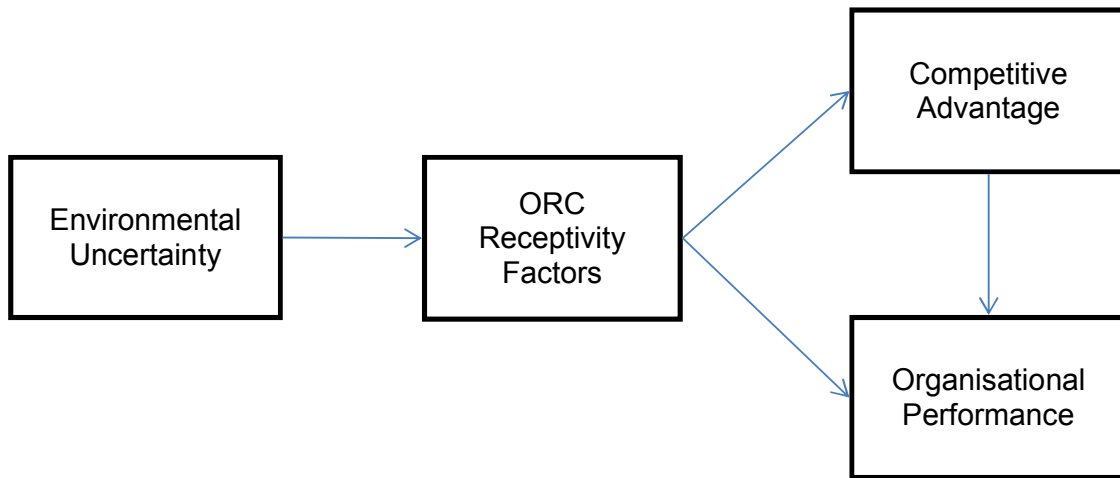 Environmental
Uncertainty
ORC
Receptivity
Factors
Competitive
Advantage
Organisational
Performance